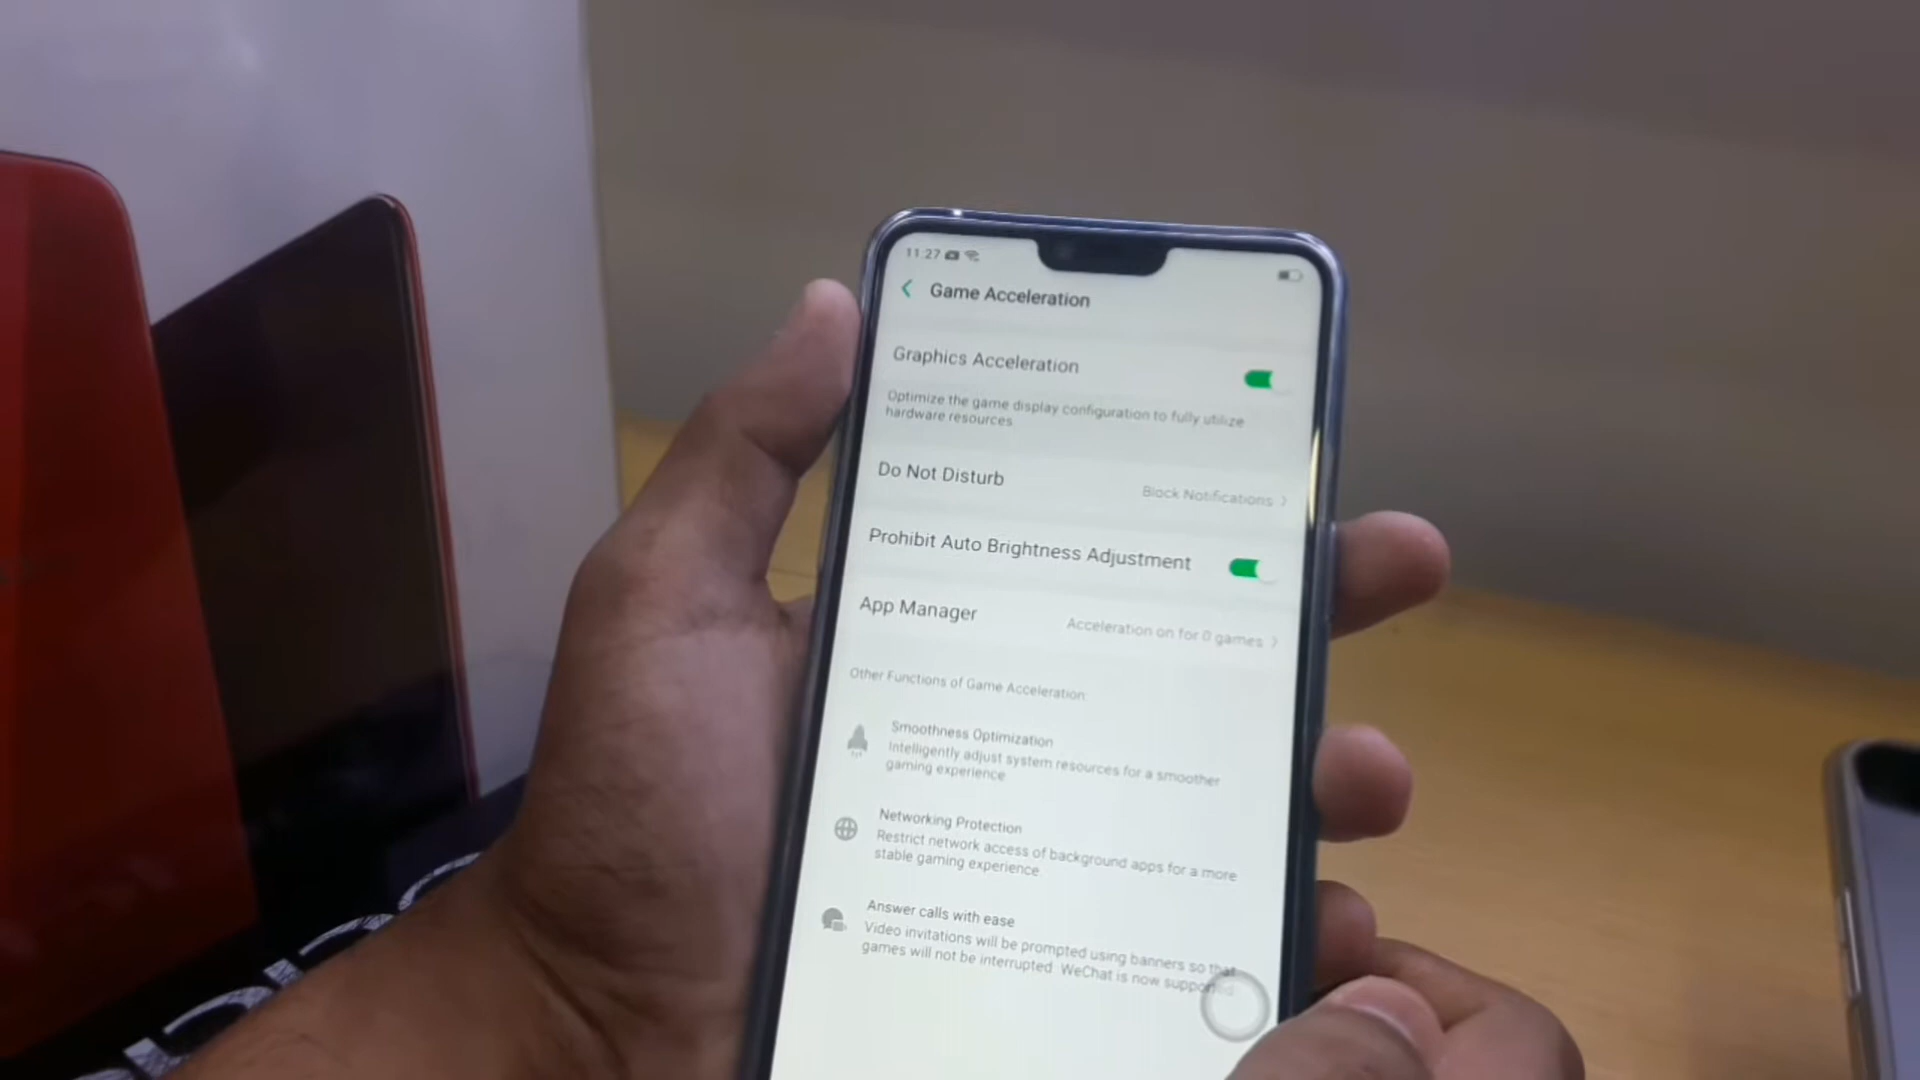 11:27
Game Acceleration
Graphics Acceleration
Optimize the game display configuration to fully utilize
hardware resources
Do Not Disturb
Block Notifications
Prohibit Auto Brightness Adjustment
App Manager
Acceleration on for 0 games
Other Functions of Game Acceleration:
Smoothness Optimization
Intelligently adjust system resources for a smoother
gaming experience
Networking Protection
Restrict network access of background apps for a more
stable gaming experience.
Answer calls with ease
Video invitations will be prompted using banners so that
games will not be interrupted. WeChat is now supported.